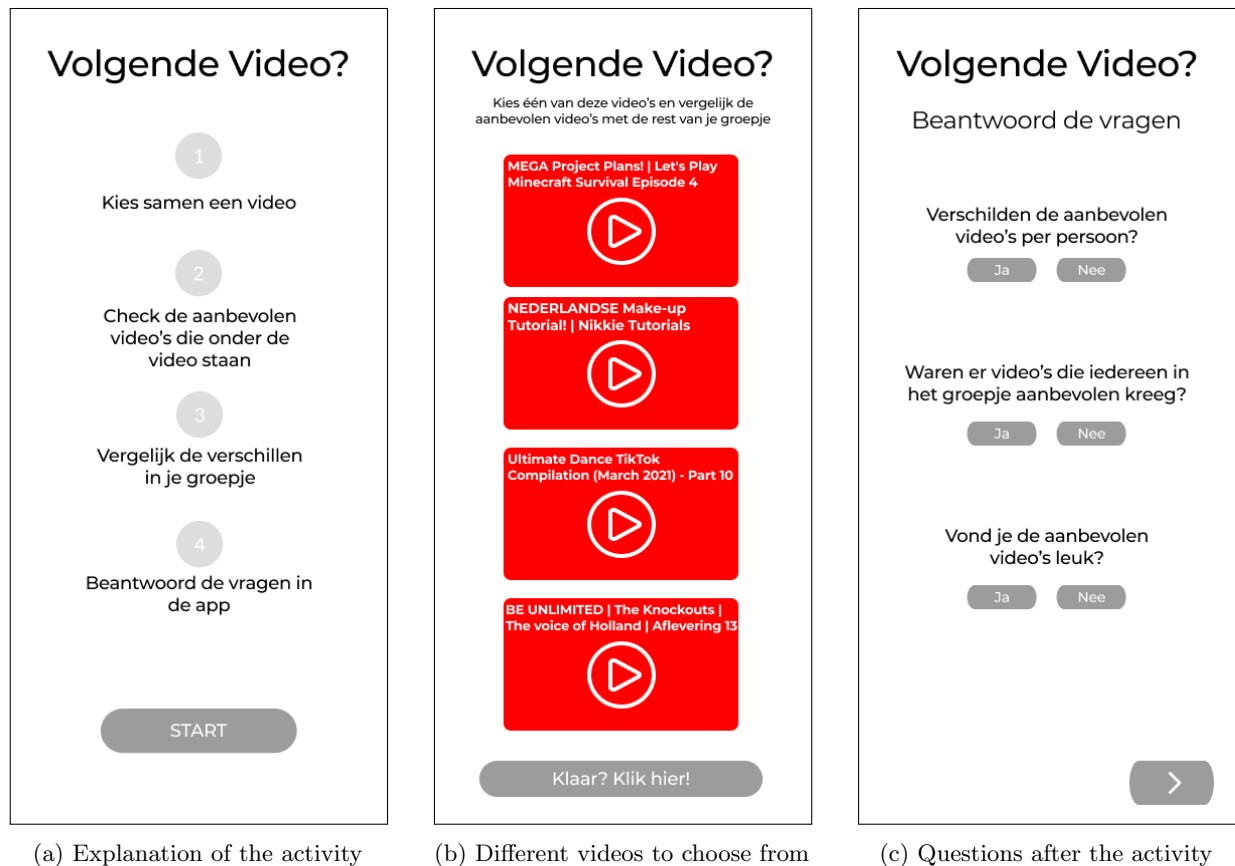 Volgende Video?
1
Kies samen een video
2
Check de aanbevolen
video's die onder de
video staan
3
Vergelijk de verschillen
in je groepje
4
Beantwoord de vragen in
de app
START
(a) Explanation of the activity
Volgende Video?
Kies één van deze video's en vergelijk de
aanbevolen video's met de rest van je groepje
MEGA Project Plans! | Let's Play
Minecraft Survival Episode 4
NEDERLANDSE Make-up
Tutorial! | Nikkie Tutorials
Ultimate Dance TikTok
Compilation (March 2021) - Part 10
BE UNLIMITED | The Knockouts |
The voice of Holland | Aflevering 13
Klaar? Klik hier!
(b) Different videos to choose from
Volgende Video?
Beantwoord de vragen
Verschilden de aanbevolen
video's per persoon?
Ja Nee
Waren er video's die iedereen in
het groepje aanbevolen kreeg?
Ja Nee
Vond je de aanbevolen
video's leuk?
Ja Nee
(c) Questions after the activity